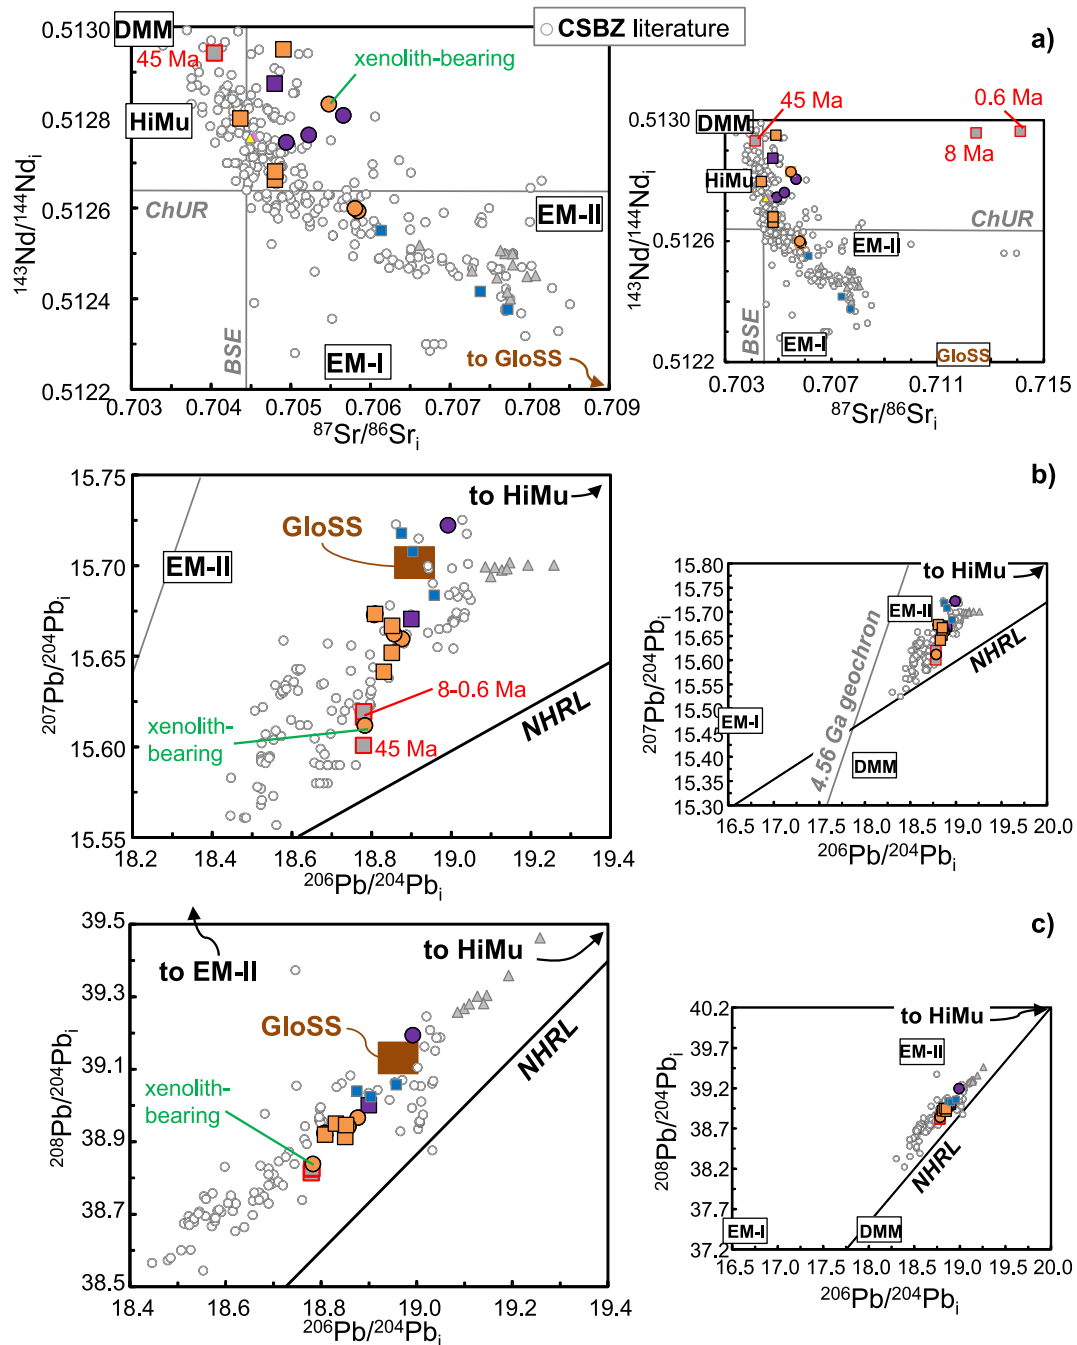 CSBZ literature
a)
0.5130
0.5128
0.5126
0.5124
0.5122
143Nd/144Ndi
DMM
45 Ma
xenolith-bearing
HiMu
ChUR
EM-II
BSE
EM-I
to GloSS
0.703
0.704
0.705
0.706
0.707
0.708
0.709
87Sr/86Sri
0.5130
0.5128
0.5126
0.5124
0.5122
143Nd/144Ndi
DMM
45 Ma
0.6 Ma
8 Ma
HiMu
ChUR
EM-II
BSE
EM-I
GloSS
0.703
0.707
0.711
0.715
87Sr/86Sri
b)
15.75
15.70
15.65
15.60
15.55
207Pb/204Pbi
to HiMu
GloSS
EM-II
8-0.6 Ma
NHRL
xenolith-
bearing
45 Ma
18.2
18.4
18.6
18.8
19.0
19.2
19.4
206Pb/204Pbi
15.80
15.75
15.70
15.65
15.60
15.50
15.45
15.40
15.35
15.30
207Pb/204Pbi
to HiMu
EM-II
NHRL
EM-I
4.56 Ga geochron
DMM
16.5
17.0
17.5
18.0
18.5
19.0
19.5
20.0
206Pb/204Pbi
c)
39.5
39.3
39.1
38.9
38.7
38.5
208Pb/204Pbi
to EM-II
to HiMu
GloSS
NHRL
xenolith-
bearing
18.4
18.6
18.8
19.0
19.2
19.4
206Pb/204Pbi
40.2
39.7
39.2
38.7
38.2
37.7
37.2
208Pb/204Pbi
to HiMu
EM-II
NHRL
EM-I
DMM
16.5
17.0
17.5
18.0
18.5
19.0
19.5
20.0
206Pb/204Pbi